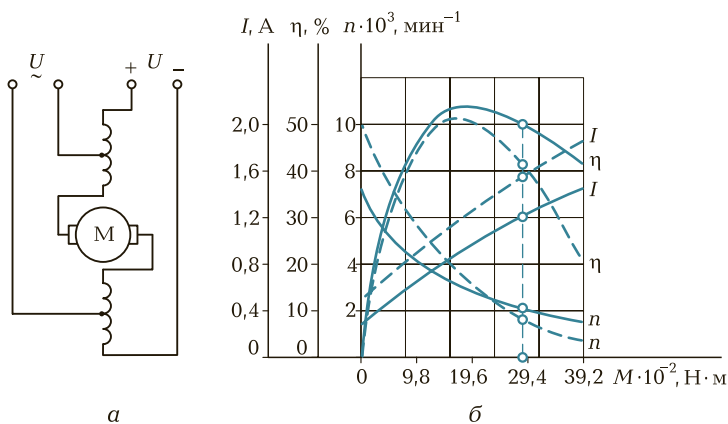 I, А η, % n·10³, мин⁻¹
U ~ + U −
М
2,0 50 10
1,6 40 8
1,2 30 6
0,8 20 4
0,4 10 2
0 0
I
η
I
η
n
n
0 9,8 19,6 29,4 39,2 M·10⁻², Н·м
а б